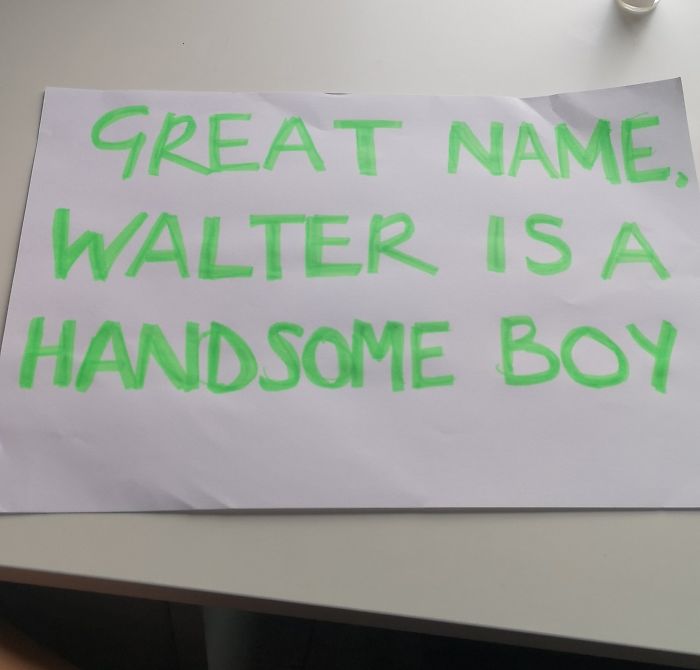 GREAT NAME,
WALTER IS A
HANDSOME BOY